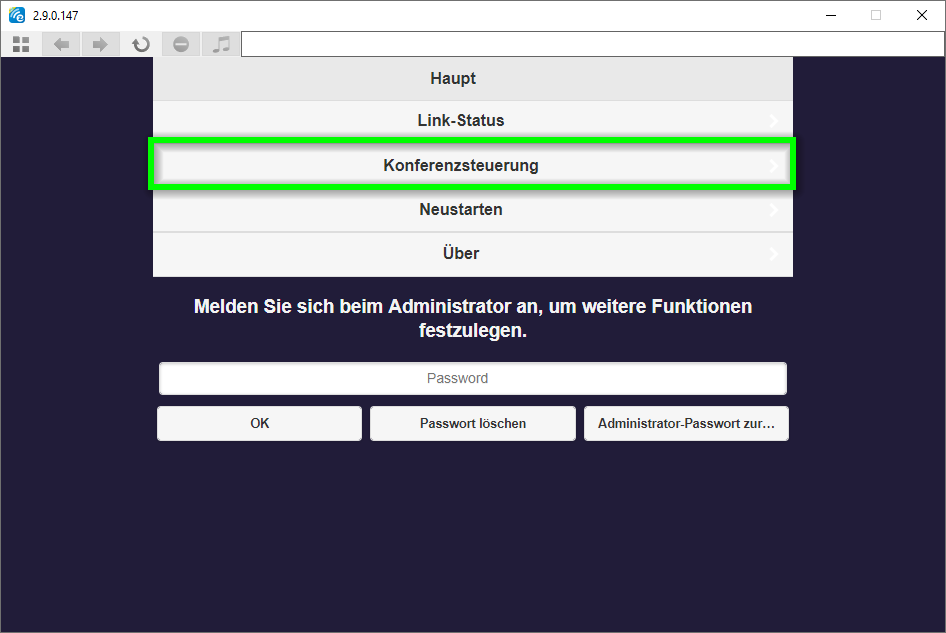 2.9.0.147
Haupt
Link-Status
Konferenzsteuerung
Neustarten
Über
Melden Sie sich beim Administrator an, um weitere Funktionen
festzulegen.
Password
OK
Passwort löschen
Administrator-Passwort zur...